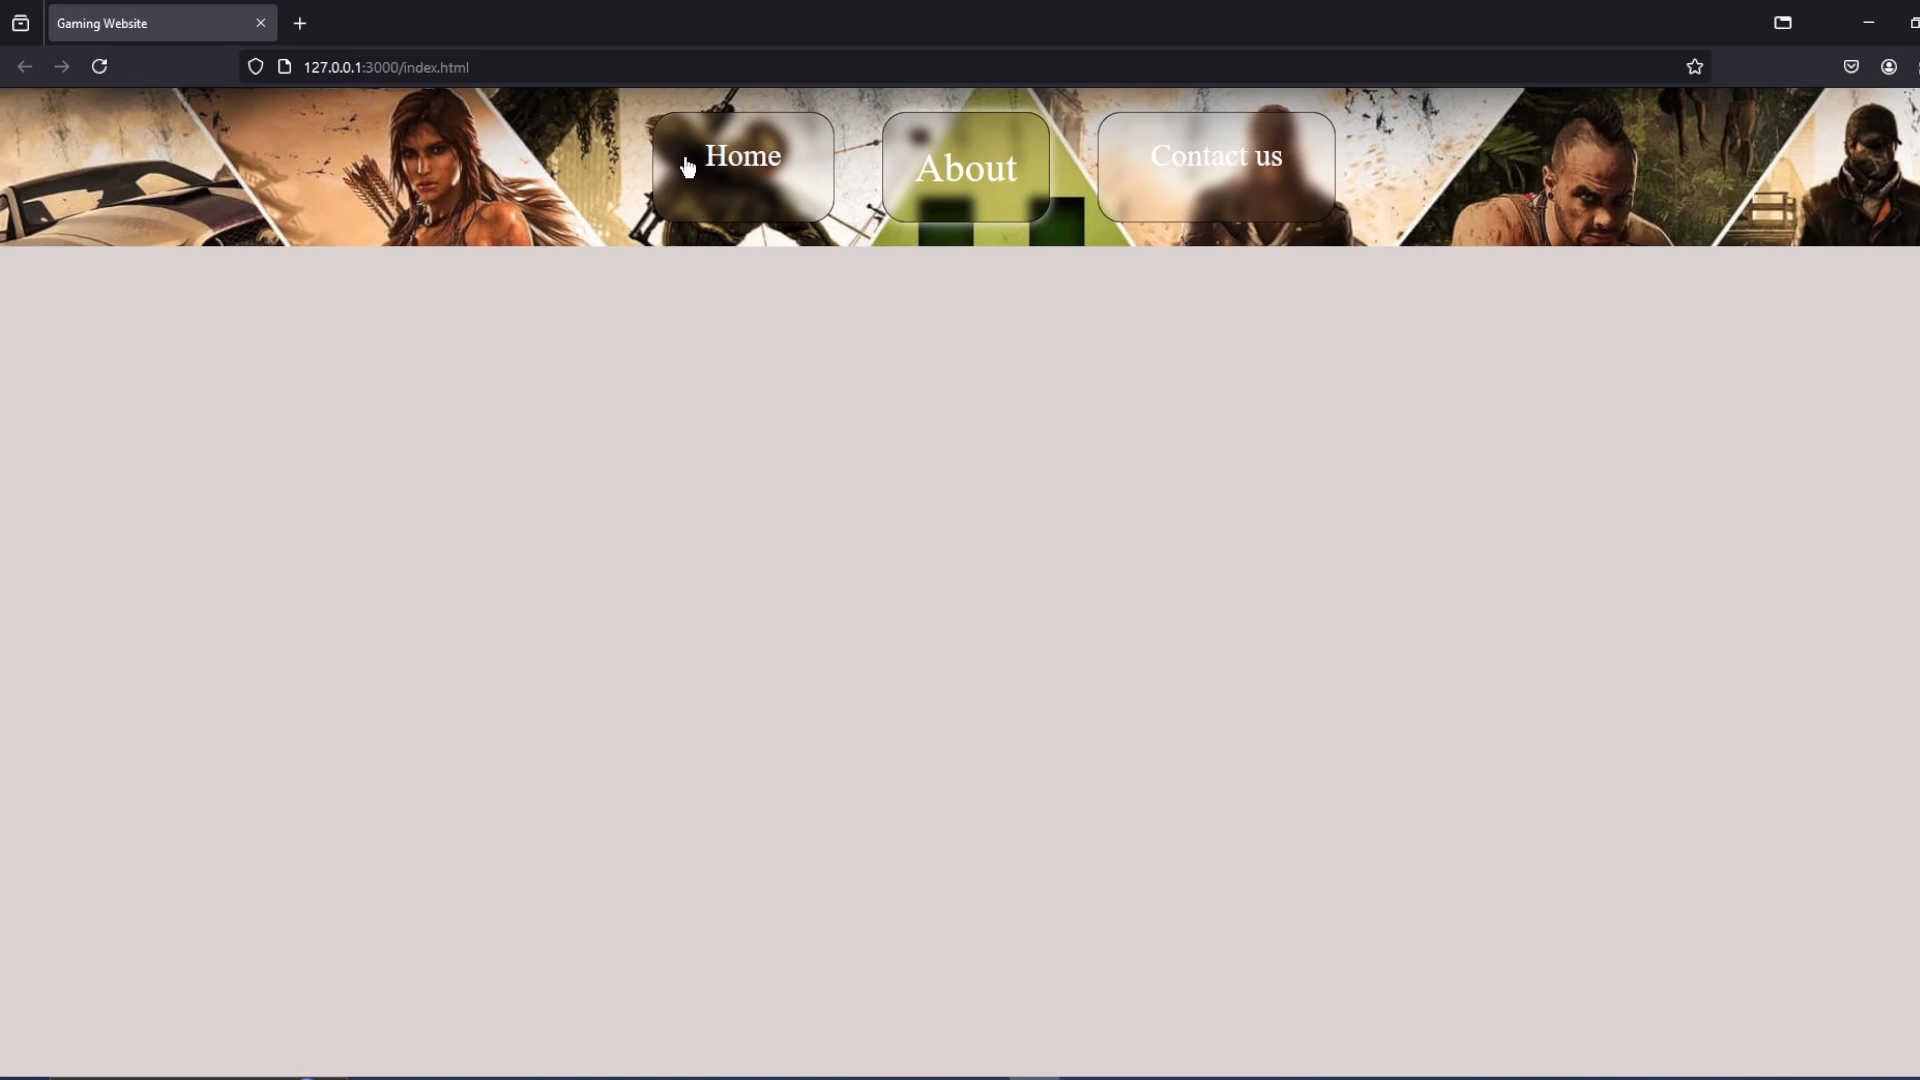 Gaming Website
127.0.0.1:3000/index.html
Home
About
Contact us